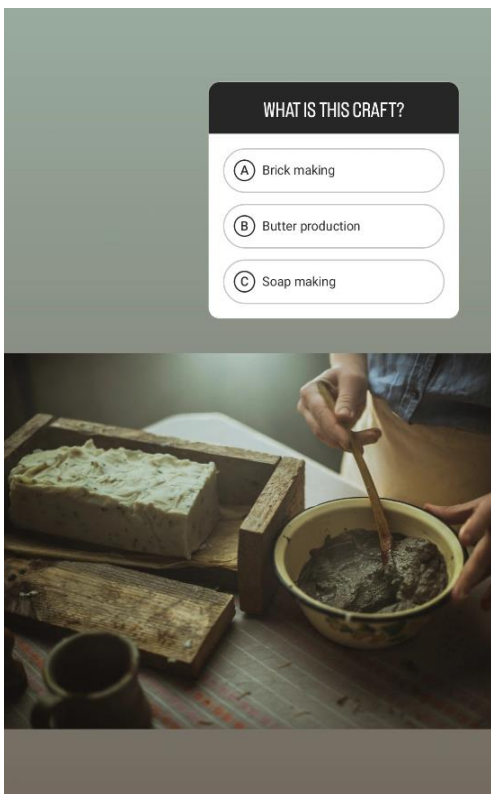 WHAT IS THIS CRAFT?
A Brick making
B Butter production
C Soap making